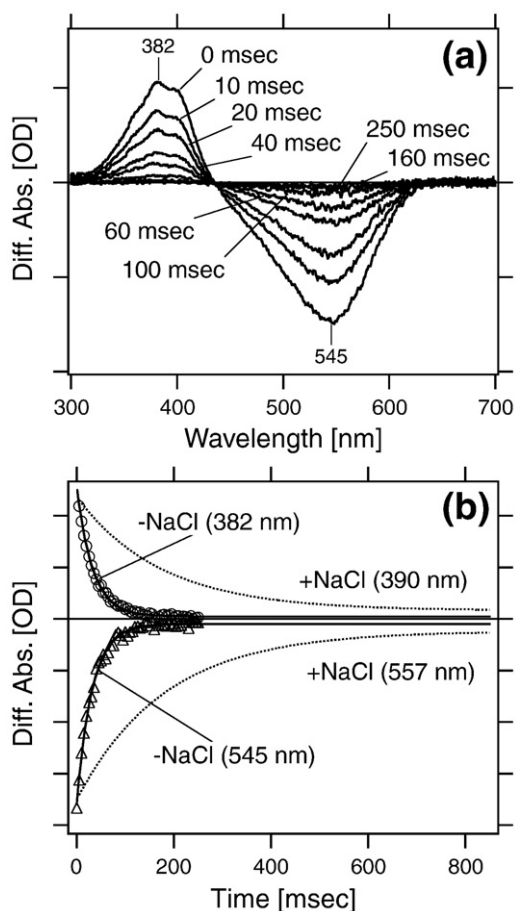 382
(a)
0 msec
10 msec
20 msec
40 msec
250 msec
160 msec
60 msec
100 msec
545
Diff. Abs. [OD]
300 400 500 600 700
Wavelength [nm]
(b)
-NaCl (382 nm)
+NaCl (390 nm)
+NaCl (557 nm)
-NaCl (545 nm)
Diff. Abs. [OD]
0 200 400 600 800
Time [msec]